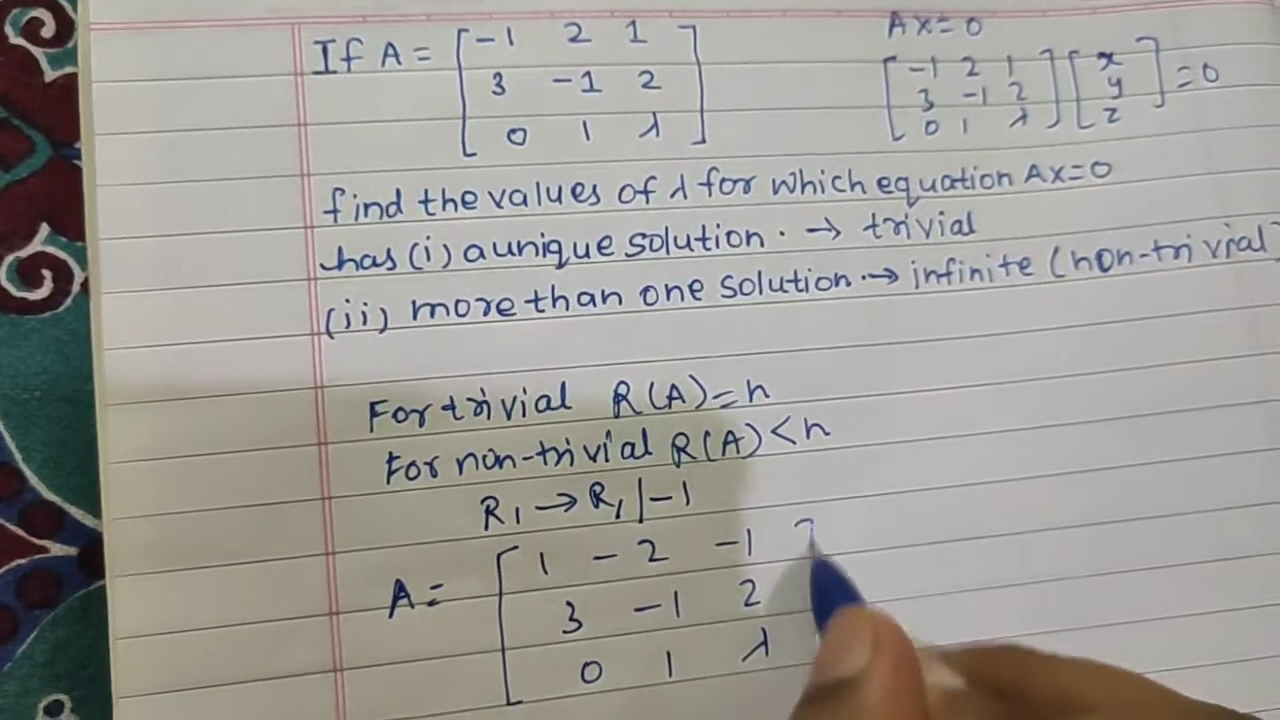 If A = [-1 2 1
3 -1 2
0 1 λ]
Ax=0
[-1 2 1
3 -1 2
0 1 λ] [x
y
z] = 0
find the values of λ for which equation Ax=0
has (i) a unique solution. → trivial
(ii) more than one solution. → infinite (non-trivial)
For trivial R(A)=n
For non-trivial R(A)<n
R1 → R1/-1
A = [1 -2 -1
3 -1 2
0 1 λ